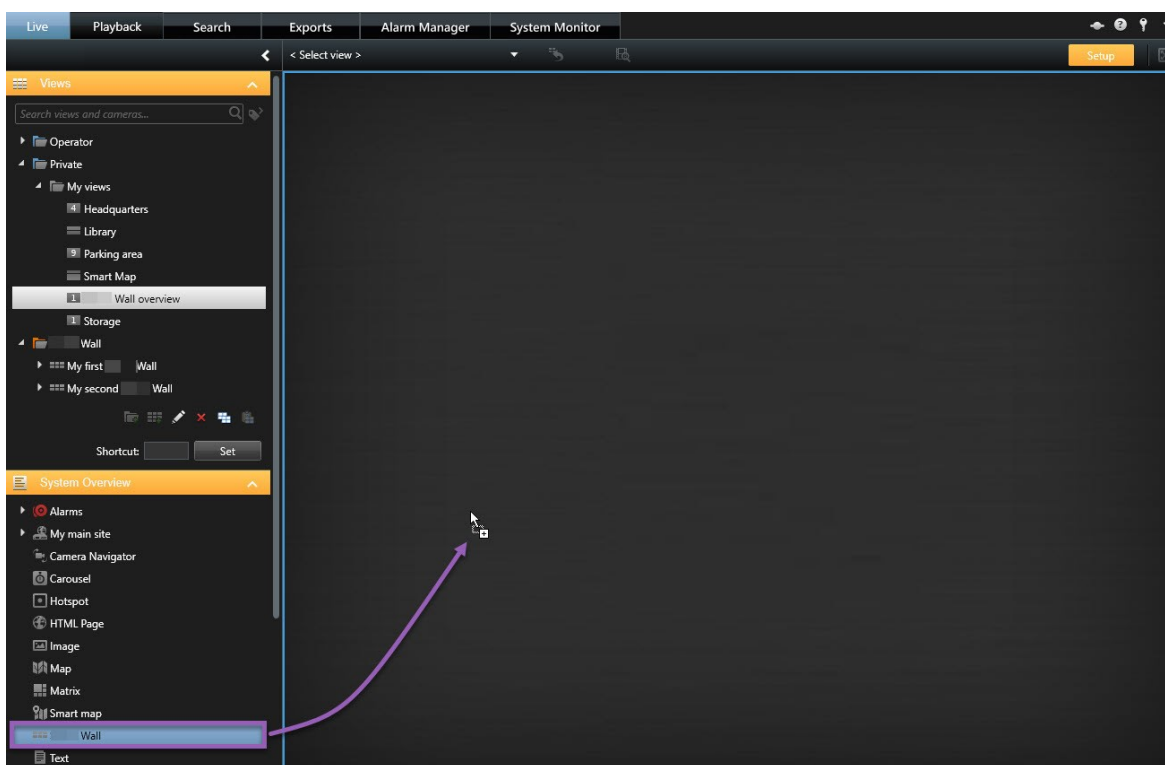 Live Playback Search Exports Alarm Manager System Monitor
< Select view > Setup
Views
Search views and cameras...
Operator
Private
My views
4 Headquarters
Library
9 Parking area
Smart Map
1 Wall overview
1 Storage
Wall
My first Wall
My second Wall
Shortcut: Set
System Overview
Alarms
My main site
Camera Navigator
Carousel
Hotspot
HTML Page
Image
Map
Matrix
Smart map
Wall
Text